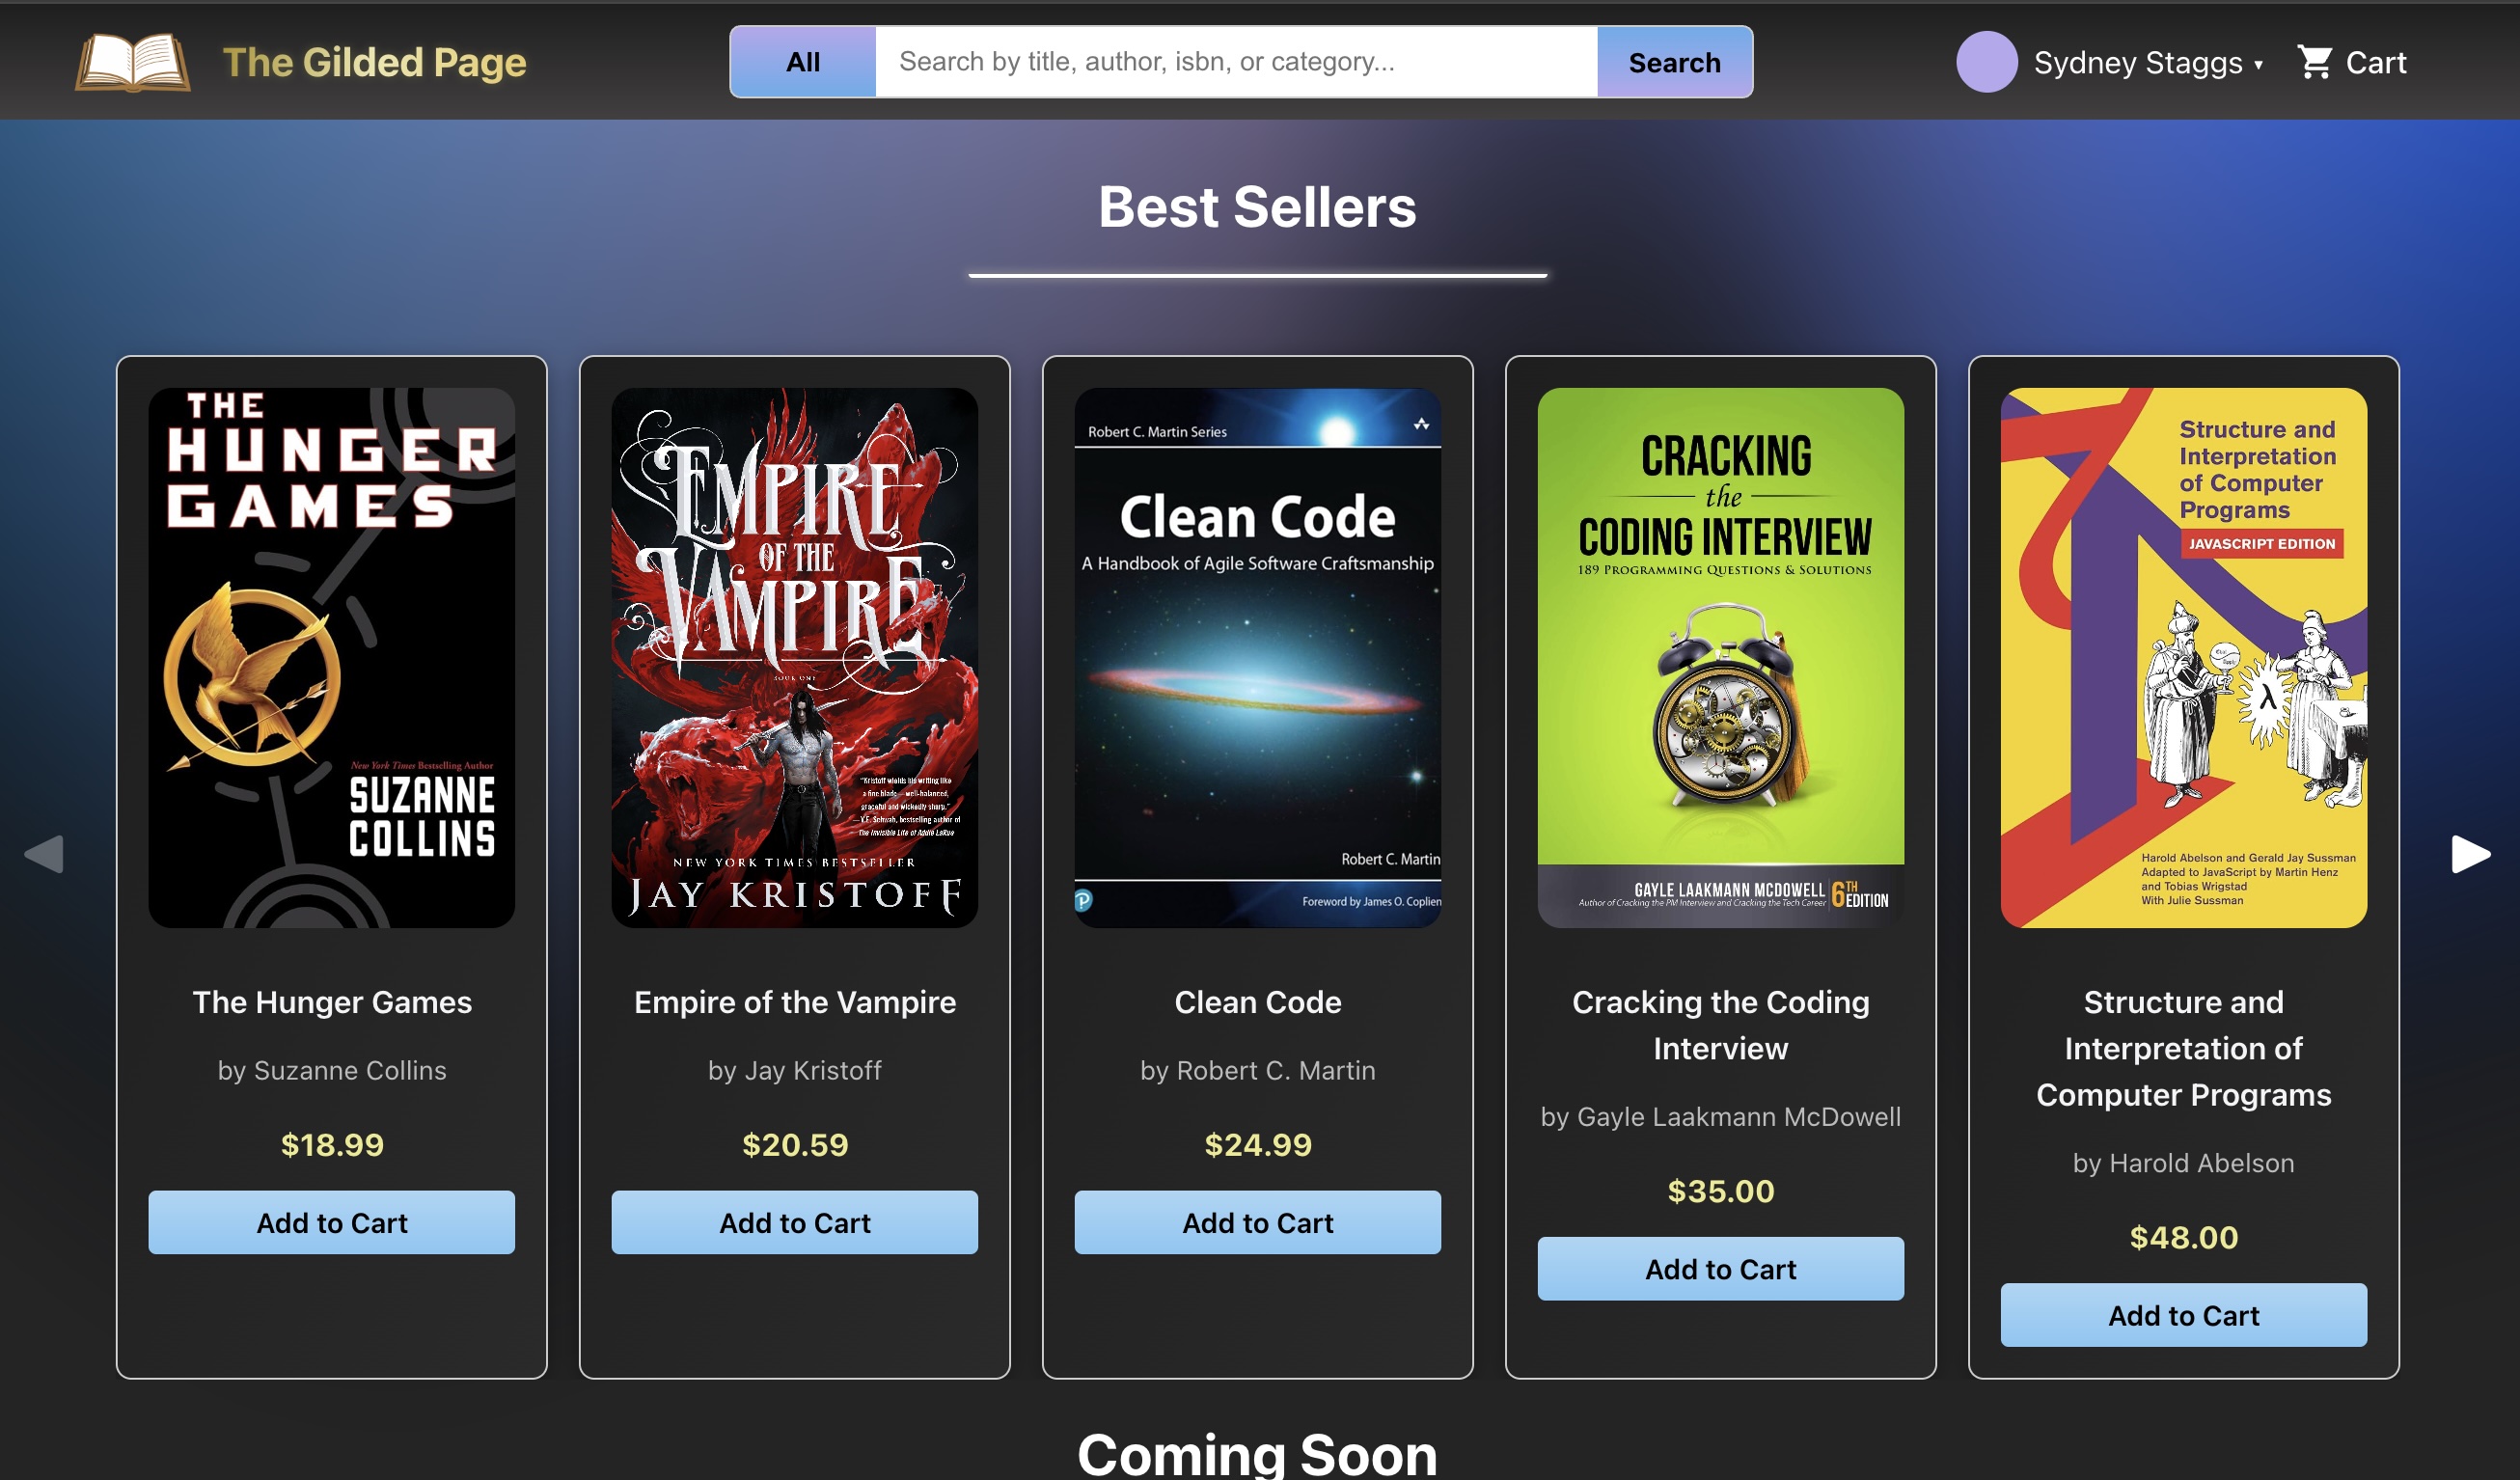 The Gilded Page
All
Search by title, author, isbn, or category...
Search
Sydney Staggs ▾
Cart
Best Sellers
THE
HUNGER
GAMES
New York Times Bestselling Author
SUZANNE
COLLINS
The Hunger Games
by Suzanne Collins
$18.99
Add to Cart
EMPIRE
OF THE
VAMPIRE
BOOK ONE
"Kristoff wields his writing like
a fine blade—well-balanced,
graceful and wickedly sharp."
—V.E. Schwab, bestselling author of
The Invisible Life of Addie LaRue
NEW YORK TIMES BESTSELLER
JAY KRISTOFF
Empire of the Vampire
by Jay Kristoff
$20.59
Add to Cart
Robert C. Martin Series
Clean Code
A Handbook of Agile Software Craftsmanship
Robert C. Martin
Foreword by James O. Coplien
Clean Code
by Robert C. Martin
$24.99
Add to Cart
CRACKING
the
CODING INTERVIEW
189 PROGRAMMING QUESTIONS & SOLUTIONS
GAYLE LAAKMANN MCDOWELL
Author of Cracking the PM Interview and Cracking the Tech Career
6TH
EDITION
Cracking the Coding
Interview
by Gayle Laakmann McDowell
$35.00
Add to Cart
Structure and
Interpretation
of Computer
Programs
JAVASCRIPT EDITION
λ
Harold Abelson and Gerald Jay Sussman
Adapted to JavaScript by Martin Henz
and Tobias Wrigstad
With Julie Sussman
Structure and
Interpretation of
Computer Programs
by Harold Abelson
$48.00
Add to Cart
Coming Soon